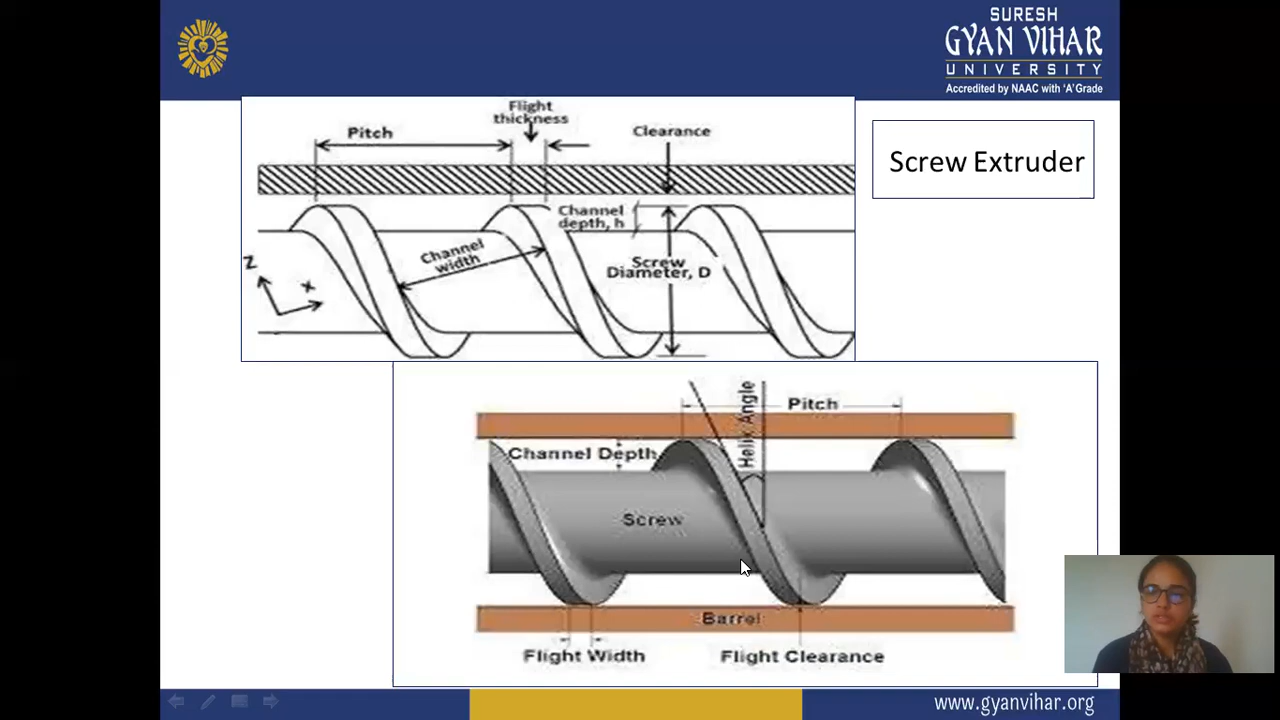 SURESH
GYAN VIHAR
UNIVERSITY
Accredited by NAAC with 'A' Grade
Screw Extruder
Flight
thickness
Pitch
Clearance
Channel
depth, h
Channel
width
Screw
Diameter, D
Z
x
Pitch
Helix Angle
Channel Depth
Screw
Barrel
Flight Width
Flight Clearance
www.gyanvihar.org